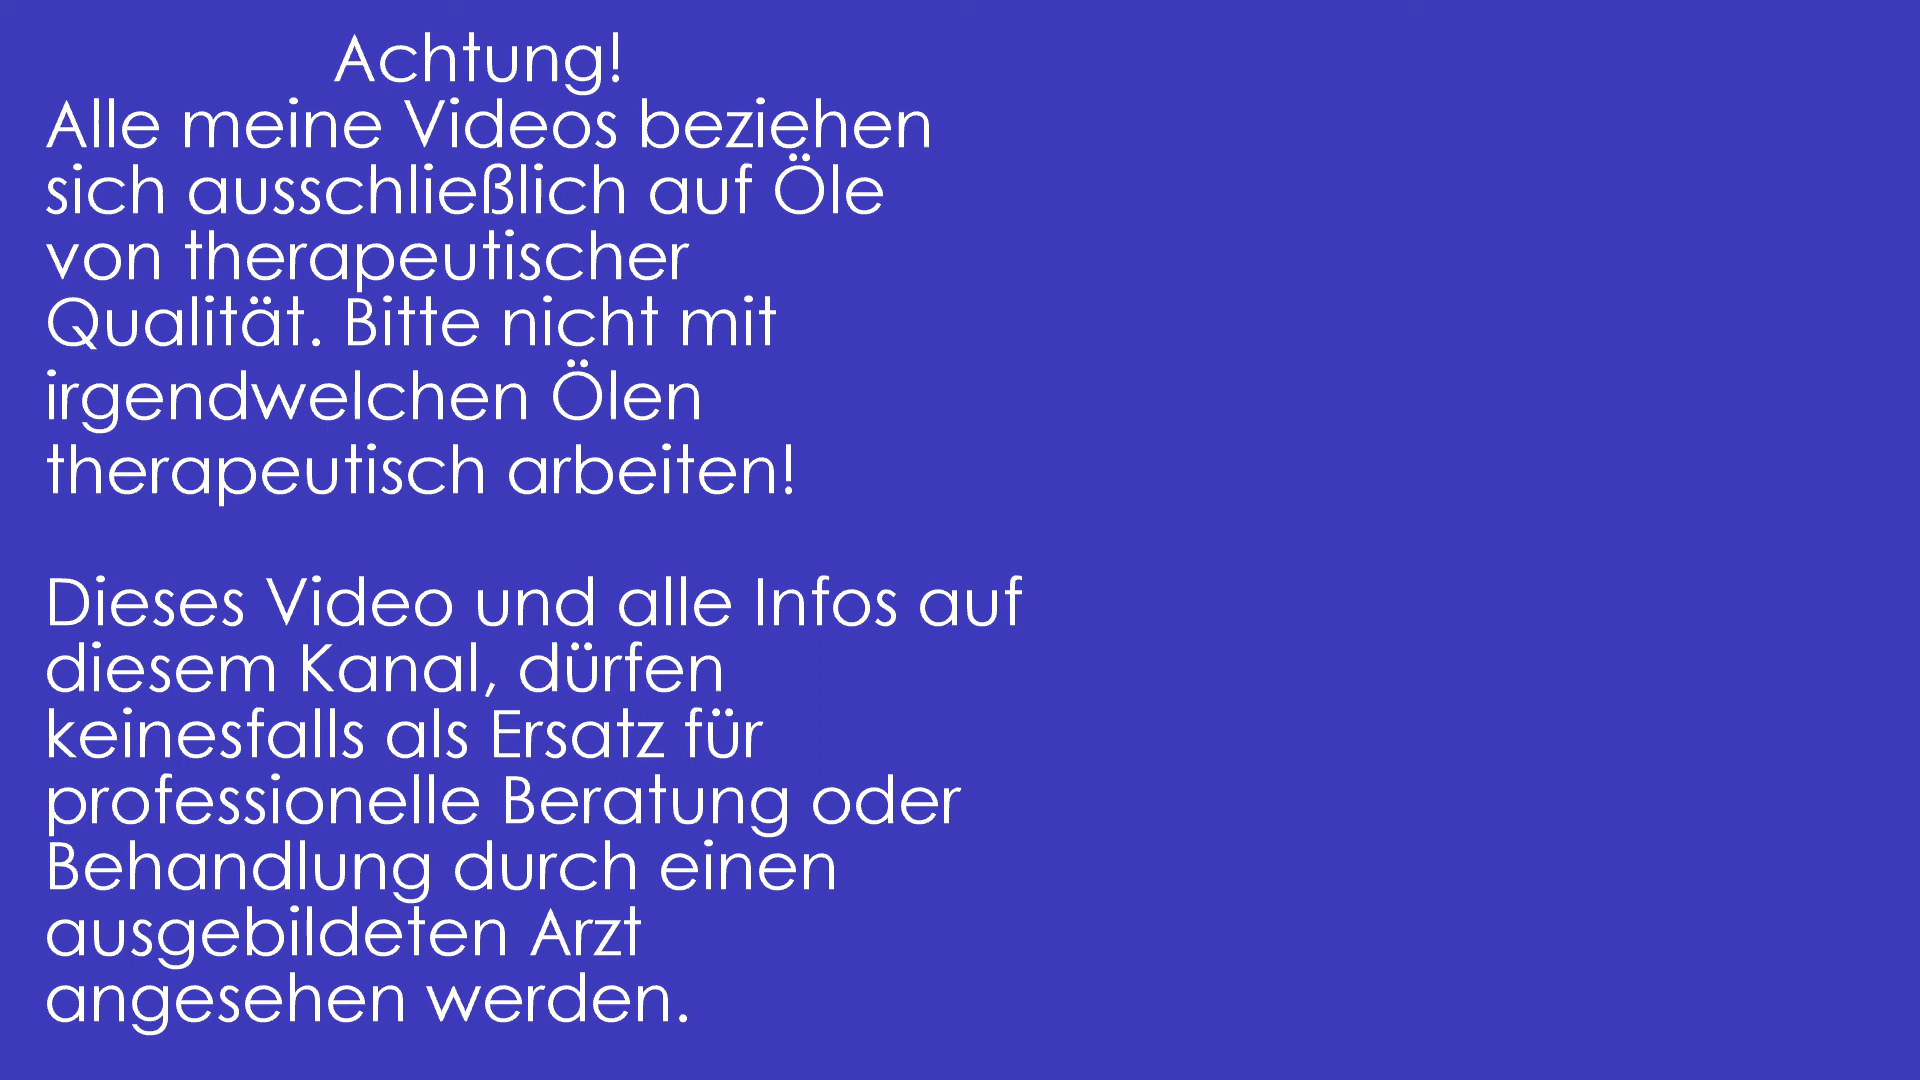 Achtung!
Alle meine Videos beziehen
sich ausschließlich auf Öle
von therapeutischer
Qualität. Bitte nicht mit
irgendwelchen Ölen
therapeutisch arbeiten!
Dieses Video und alle Infos auf
diesem Kanal, dürfen
keinesfalls als Ersatz für
professionelle Beratung oder
Behandlung durch einen
ausgebildeten Arzt
angesehen werden.